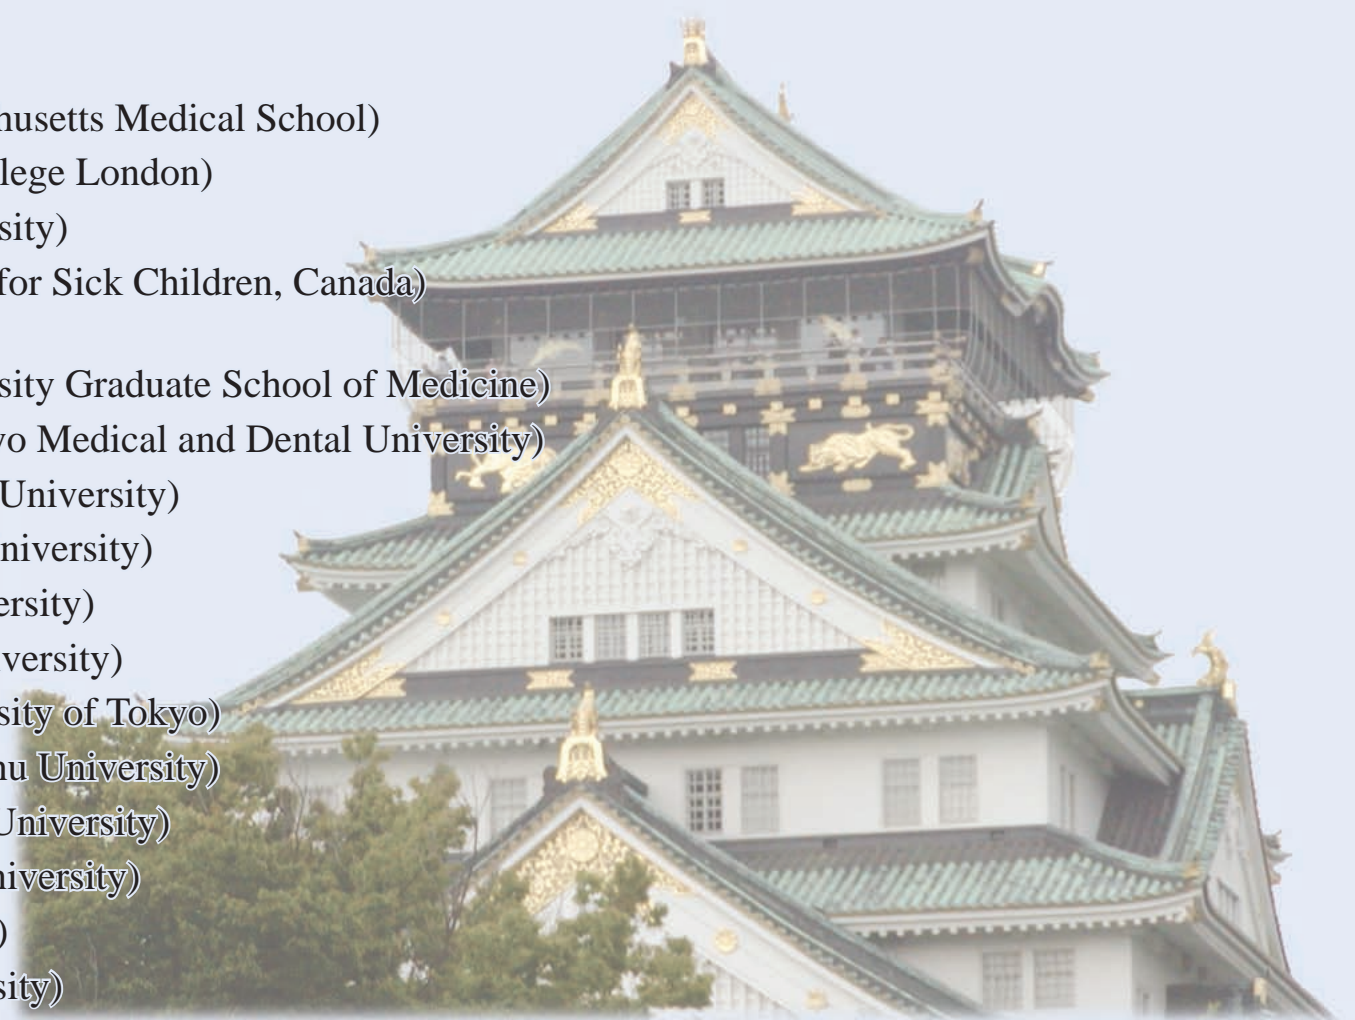 husetts Medical School)
lege London)
sity)
for Sick Children, Canada)
sity Graduate School of Medicine)
yo Medical and Dental University)
University)
niversity)
ersity)
versity)
sity of Tokyo)
nu University)
University)
niversity)
)
sity)